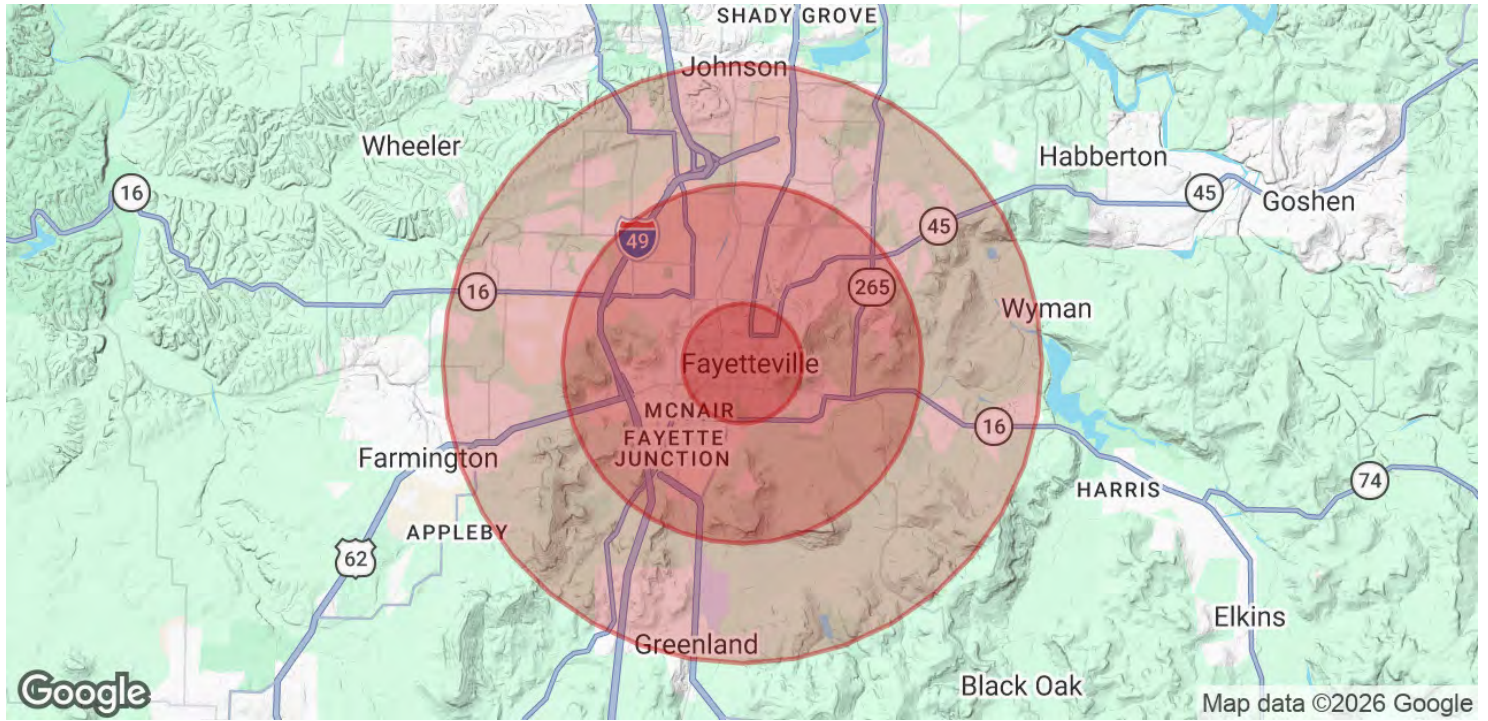 SHADY GROVE
Johnson
Wheeler
Habberton
16
45
Goshen
45
49
265
16
Wyman
Fayetteville
MCNAIR
FAYETTE
JUNCTION
16
Farmington
HARRIS
74
APPLEBY
62
Elkins
Greenland
Black Oak
Google
Map data ©2026 Google